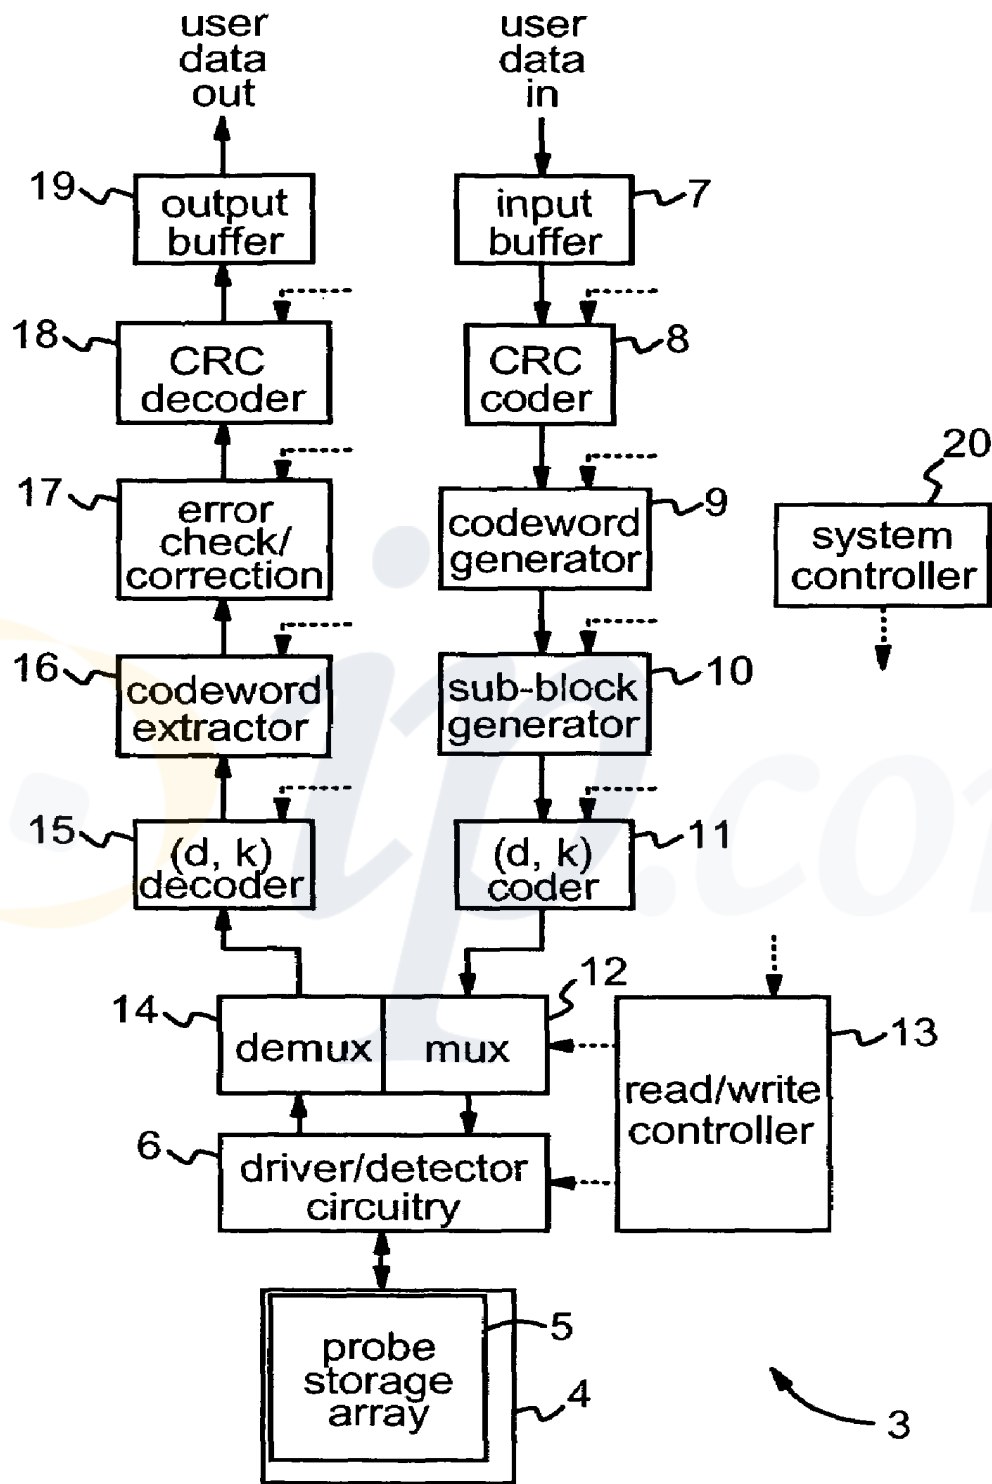 user
data
out
user
data
in
19
output
buffer
input
buffer
7
18
CRC
decoder
CRC
coder
8
17
error
check/
correction
codeword
generator
9
20
system
controller
16
codeword
extractor
sub-block
generator
10
15
(d, k)
decoder
(d, k)
coder
11
14
demux
mux
12
read/write
controller
13
6
driver/detector
circuitry
probe
storage
array
5
4
3
ip.com